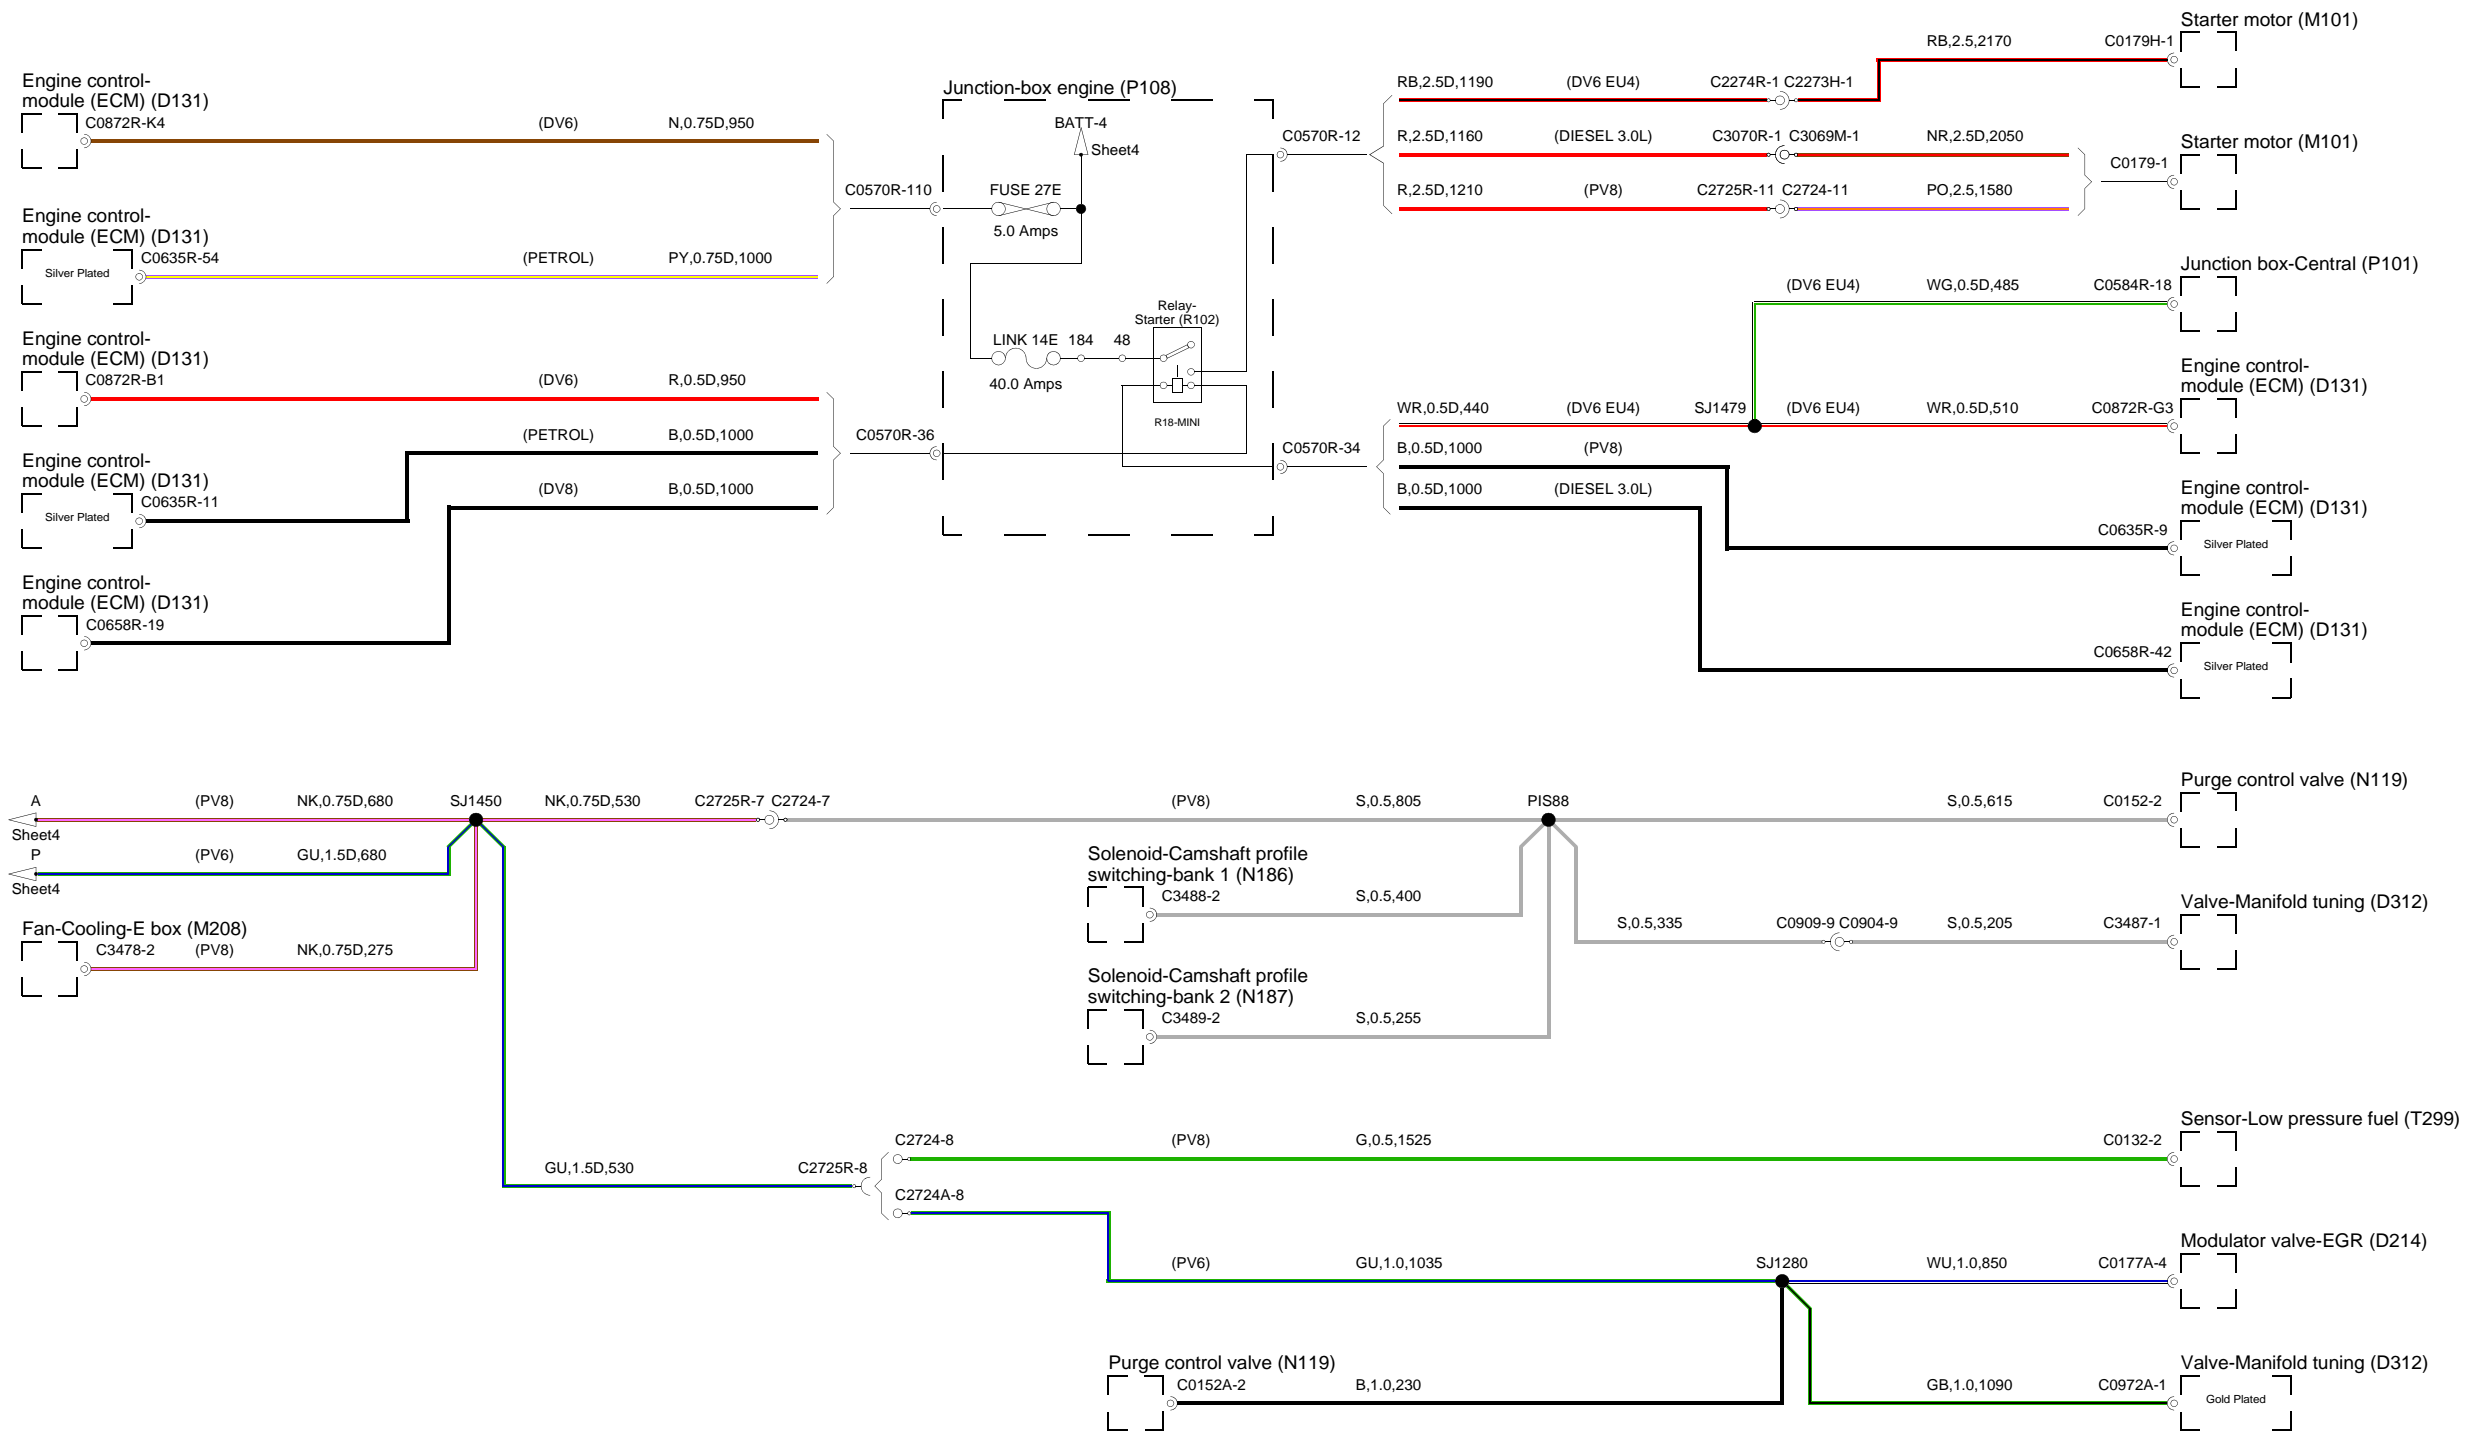 Engine control-
module (ECM) (D131)
C0872R-K4
(DV6)
N,0.75D,950
Engine control-
module (ECM) (D131)
Silver Plated
C0635R-54
(PETROL)
PY,0.75D,1000
C0570R-110
Engine control-
module (ECM) (D131)
C0872R-B1
(DV6)
R,0.5D,950
Engine control-
module (ECM) (D131)
Silver Plated
C0635R-11
(PETROL)
B,0.5D,1000
C0570R-36
(DV8)
B,0.5D,1000
Engine control-
module (ECM) (D131)
C0658R-19
Junction-box engine (P108)
BATT-4
Sheet4
FUSE 27E
5.0 Amps
Relay-
Starter (R102)
LINK 14E
184
48
40.0 Amps
R18-MINI
C0570R-12
C0570R-34
Starter motor (M101)
RB,2.5,2170
C0179H-1
RB,2.5D,1190
(DV6 EU4)
C2274R-1 C2273H-1
R,2.5D,1160
(DIESEL 3.0L)
C3070R-1 C3069M-1
NR,2.5D,2050
Starter motor (M101)
C0179-1
R,2.5D,1210
(PV8)
C2725R-11 C2724-11
PO,2.5,1580
Junction box-Central (P101)
(DV6 EU4)
WG,0.5D,485
C0584R-18
Engine control-
module (ECM) (D131)
WR,0.5D,440
(DV6 EU4)
SJ1479
(DV6 EU4)
WR,0.5D,510
C0872R-G3
B,0.5D,1000
(PV8)
B,0.5D,1000
(DIESEL 3.0L)
Engine control-
module (ECM) (D131)
C0635R-9
Silver Plated
Engine control-
module (ECM) (D131)
C0658R-42
Silver Plated
A
Sheet4
(PV8)
NK,0.75D,680
SJ1450
NK,0.75D,530
C2725R-7 C2724-7
(PV8)
S,0.5,805
PIS88
S,0.5,615
C0152-2
Purge control valve (N119)
P
Sheet4
(PV6)
GU,1.5D,680
Fan-Cooling-E box (M208)
C3478-2
(PV8)
NK,0.75D,275
Solenoid-Camshaft profile
switching-bank 1 (N186)
C3488-2
S,0.5,400
Solenoid-Camshaft profile
switching-bank 2 (N187)
C3489-2
S,0.5,255
S,0.5,335
C0909-9 C0904-9
S,0.5,205
C3487-1
Valve-Manifold tuning (D312)
GU,1.5D,530
C2725R-8
C2724-8
(PV8)
G,0.5,1525
C0132-2
Sensor-Low pressure fuel (T299)
C2724A-8
(PV6)
GU,1.0,1035
SJ1280
WU,1.0,850
C0177A-4
Modulator valve-EGR (D214)
Purge control valve (N119)
C0152A-2
B,1.0,230
GB,1.0,1090
C0972A-1
Valve-Manifold tuning (D312)
Gold Plated